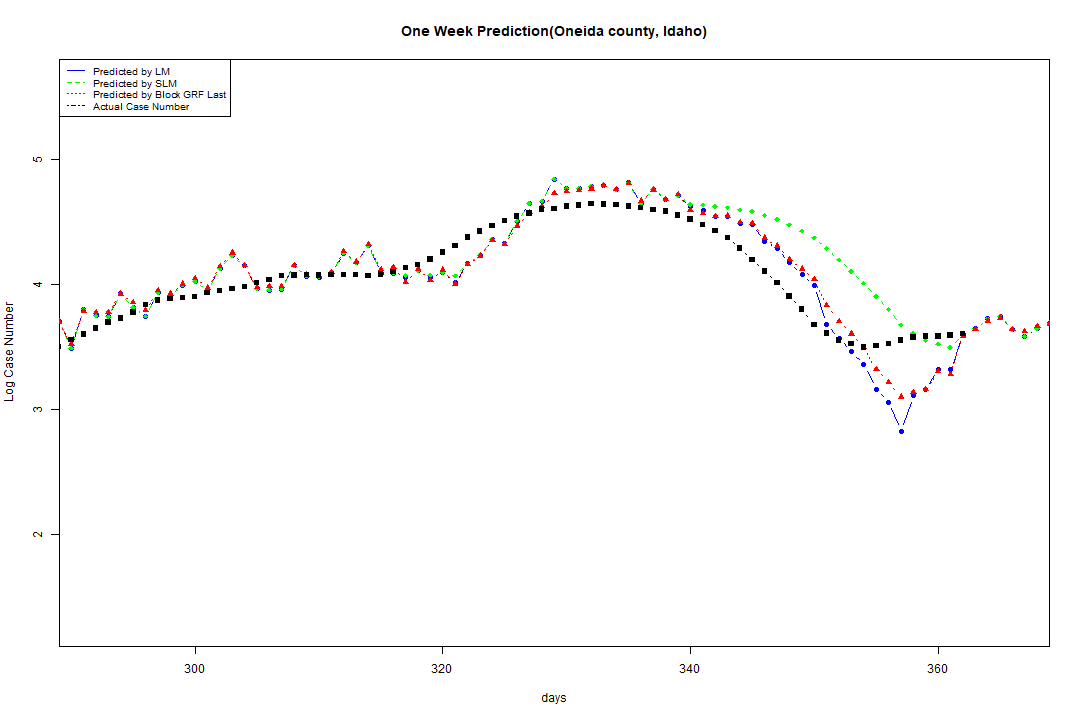 One Week Prediction(Oneida county, Idaho)
Predicted by LM
Predicted by SLM
Predicted by Block GRF Last
Actual Case Number
Log Case Number
5
4
3
2
300
320
340
360
days